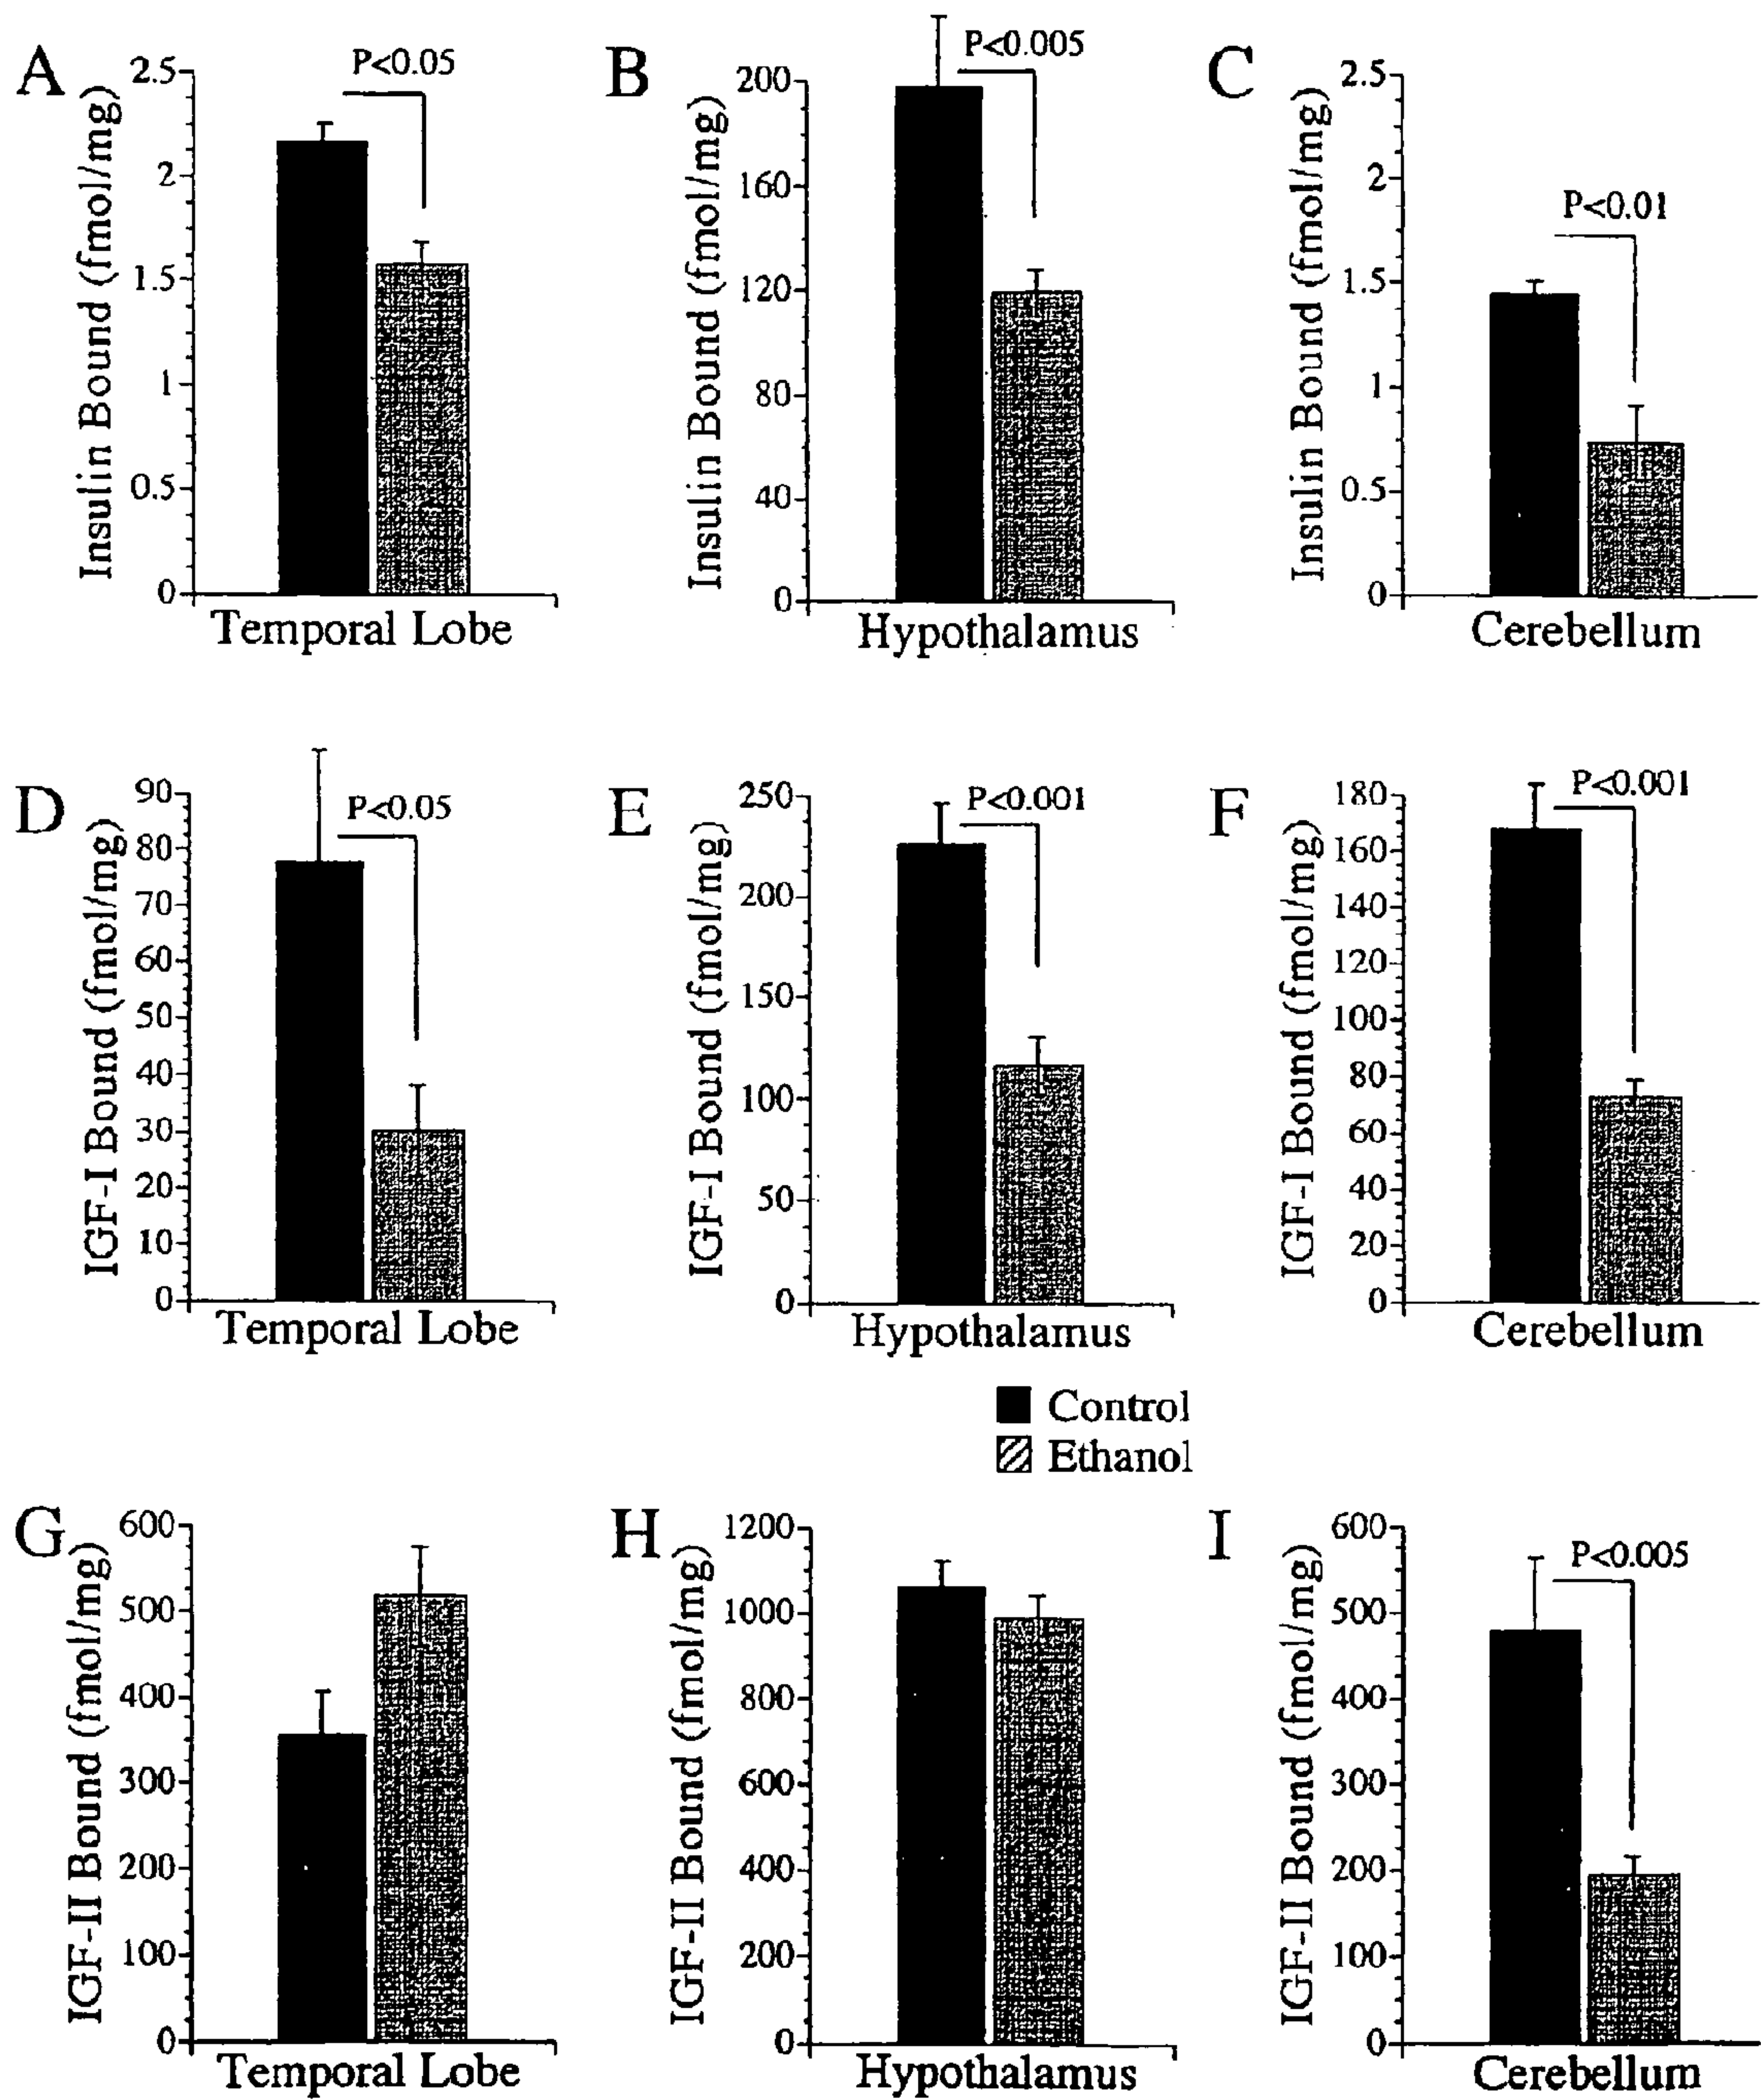 A
P<0.05
Insulin Bound (fmol/mg)
2.5
2
1.5
1
0.5
0
Temporal Lobe
B
P<0.005
Insulin Bound (fmol/mg)
200
160
120
80
40
0
Hypothalamus
C
P<0.01
Insulin Bound (fmol/mg)
2.5
2
1.5
1
0.5
0
Cerebellum
D
P<0.05
IGF-I Bound (fmol/mg)
90
80
70
60
50
40
30
20
10
0
Temporal Lobe
E
P<0.001
IGF-I Bound (fmol/mg)
250
200
150
100
50
0
Hypothalamus
F
P<0.001
IGF-I Bound (fmol/mg)
180
160
140
120
100
80
60
40
20
0
Cerebellum
Control
Ethanol
G
IGF-II Bound (fmol/mg)
600
500
400
300
200
100
0
Temporal Lobe
H
IGF-II Bound (fmol/mg)
1200
1000
800
600
400
200
0
Hypothalamus
I
P<0.005
IGF-II Bound (fmol/mg)
600
500
400
300
200
100
0
Cerebellum